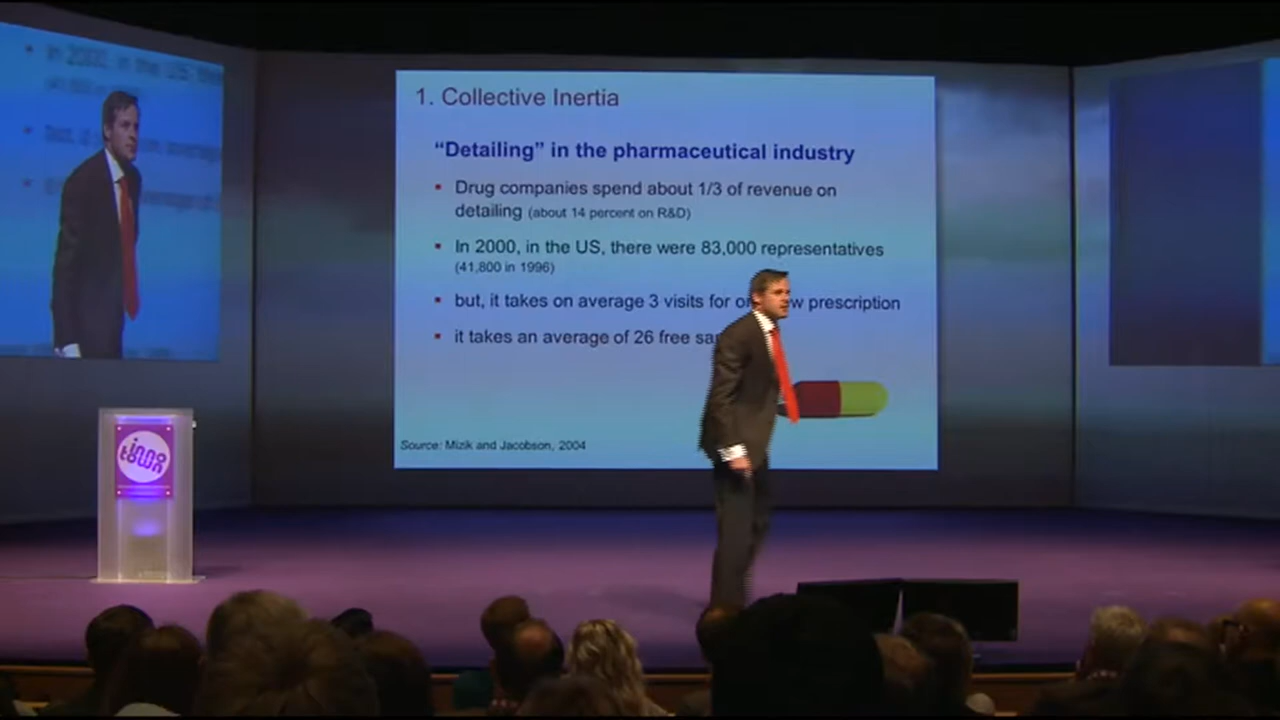 1. Collective Inertia
“Detailing” in the pharmaceutical industry
Drug companies spend about 1/3 of revenue on
detailing (about 14 percent on R&D)
In 2000, in the US, there were 83,000 representatives
(41,800 in 1996)
but, it takes on average 3 visits for prescription
it takes an average of 26 free
Source: Mizik and Jacobson, 2004
inno
town